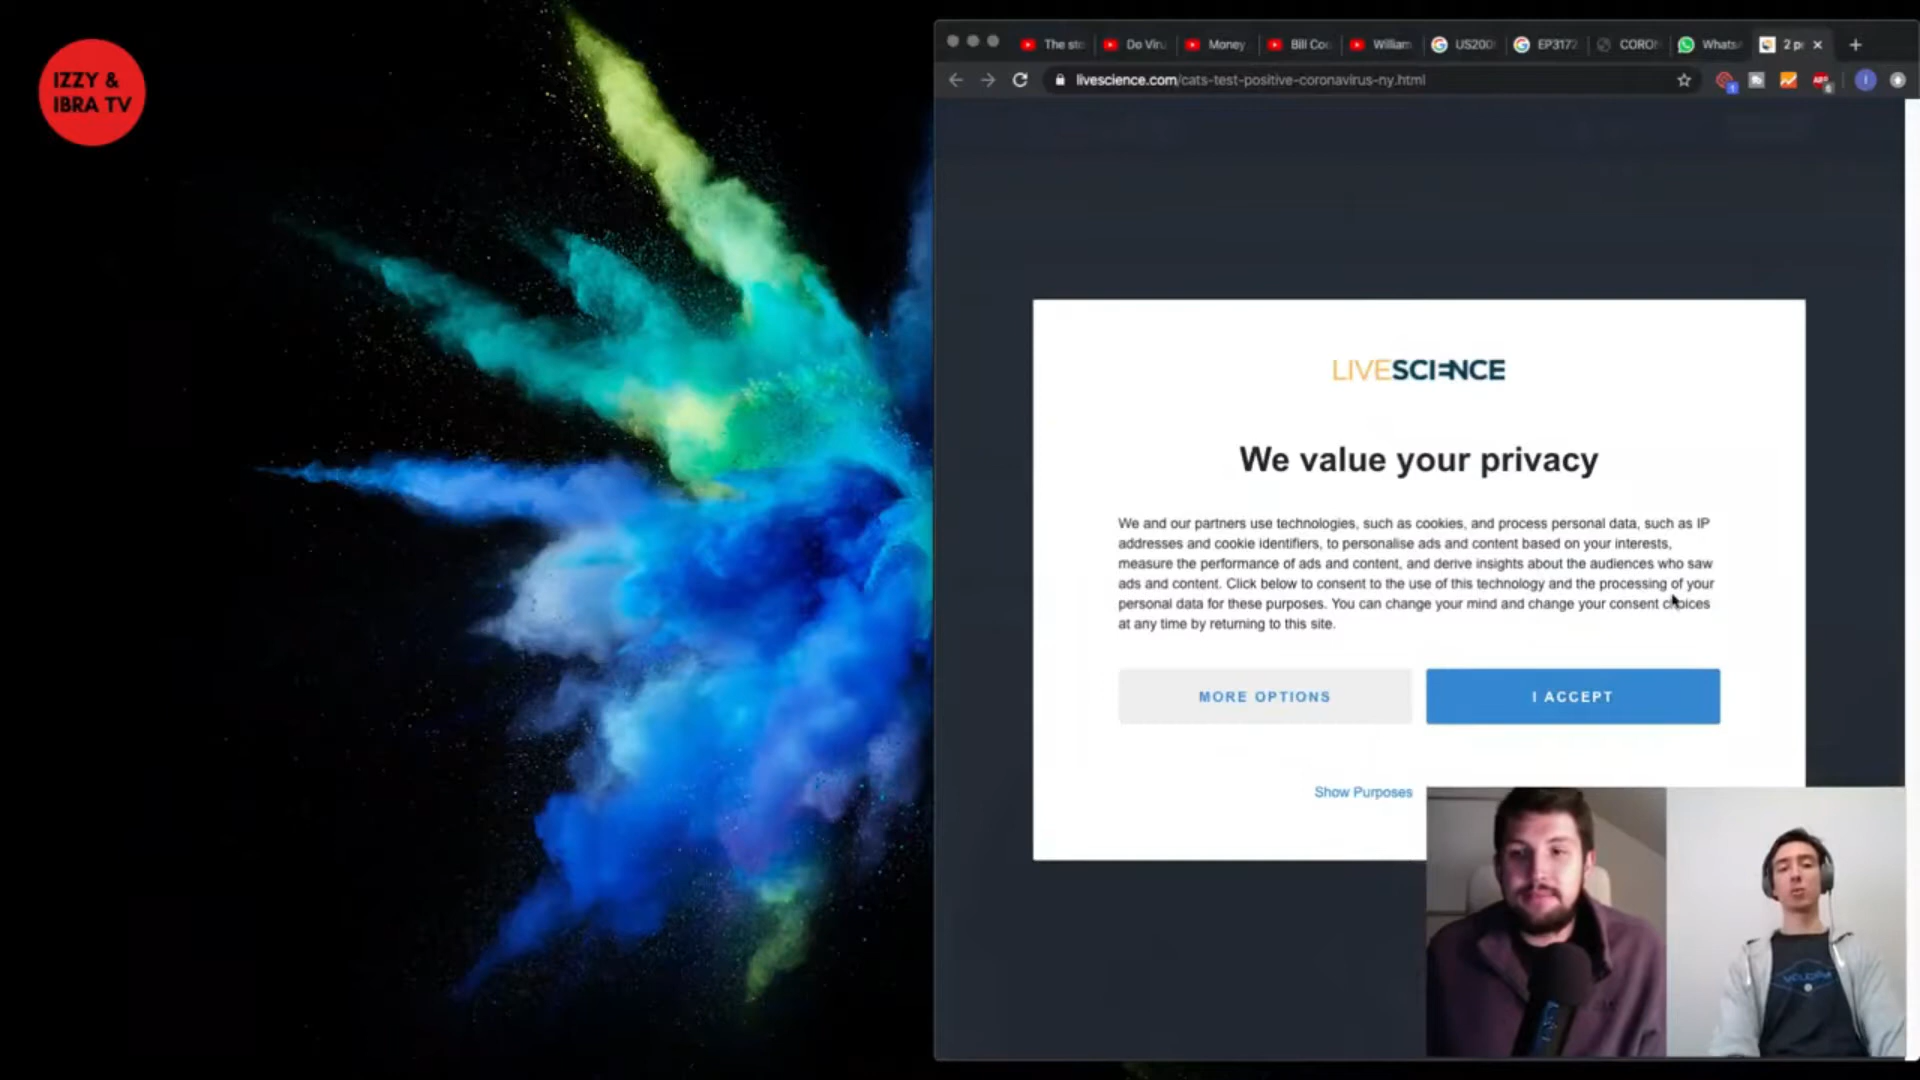 IZZY &
IBRA TV
The sto
Do Viru
Money
Bill Coo
William
US200
EP3172
CORO
Whats
2 p
livescience.com/cats-test-positive-coronavirus-ny.html
LIVESCIENCE
We value your privacy
We and our partners use technologies, such as cookies, and process personal data, such as IP
addresses and cookie identifiers, to personalise ads and content based on your interests,
measure the performance of ads and content, and derive insights about the audiences who saw
ads and content. Click below to consent to the use of this technology and the processing of your
personal data for these purposes. You can change your mind and change your consent choices
at any time by returning to this site.
MORE OPTIONS
I ACCEPT
Show Purposes